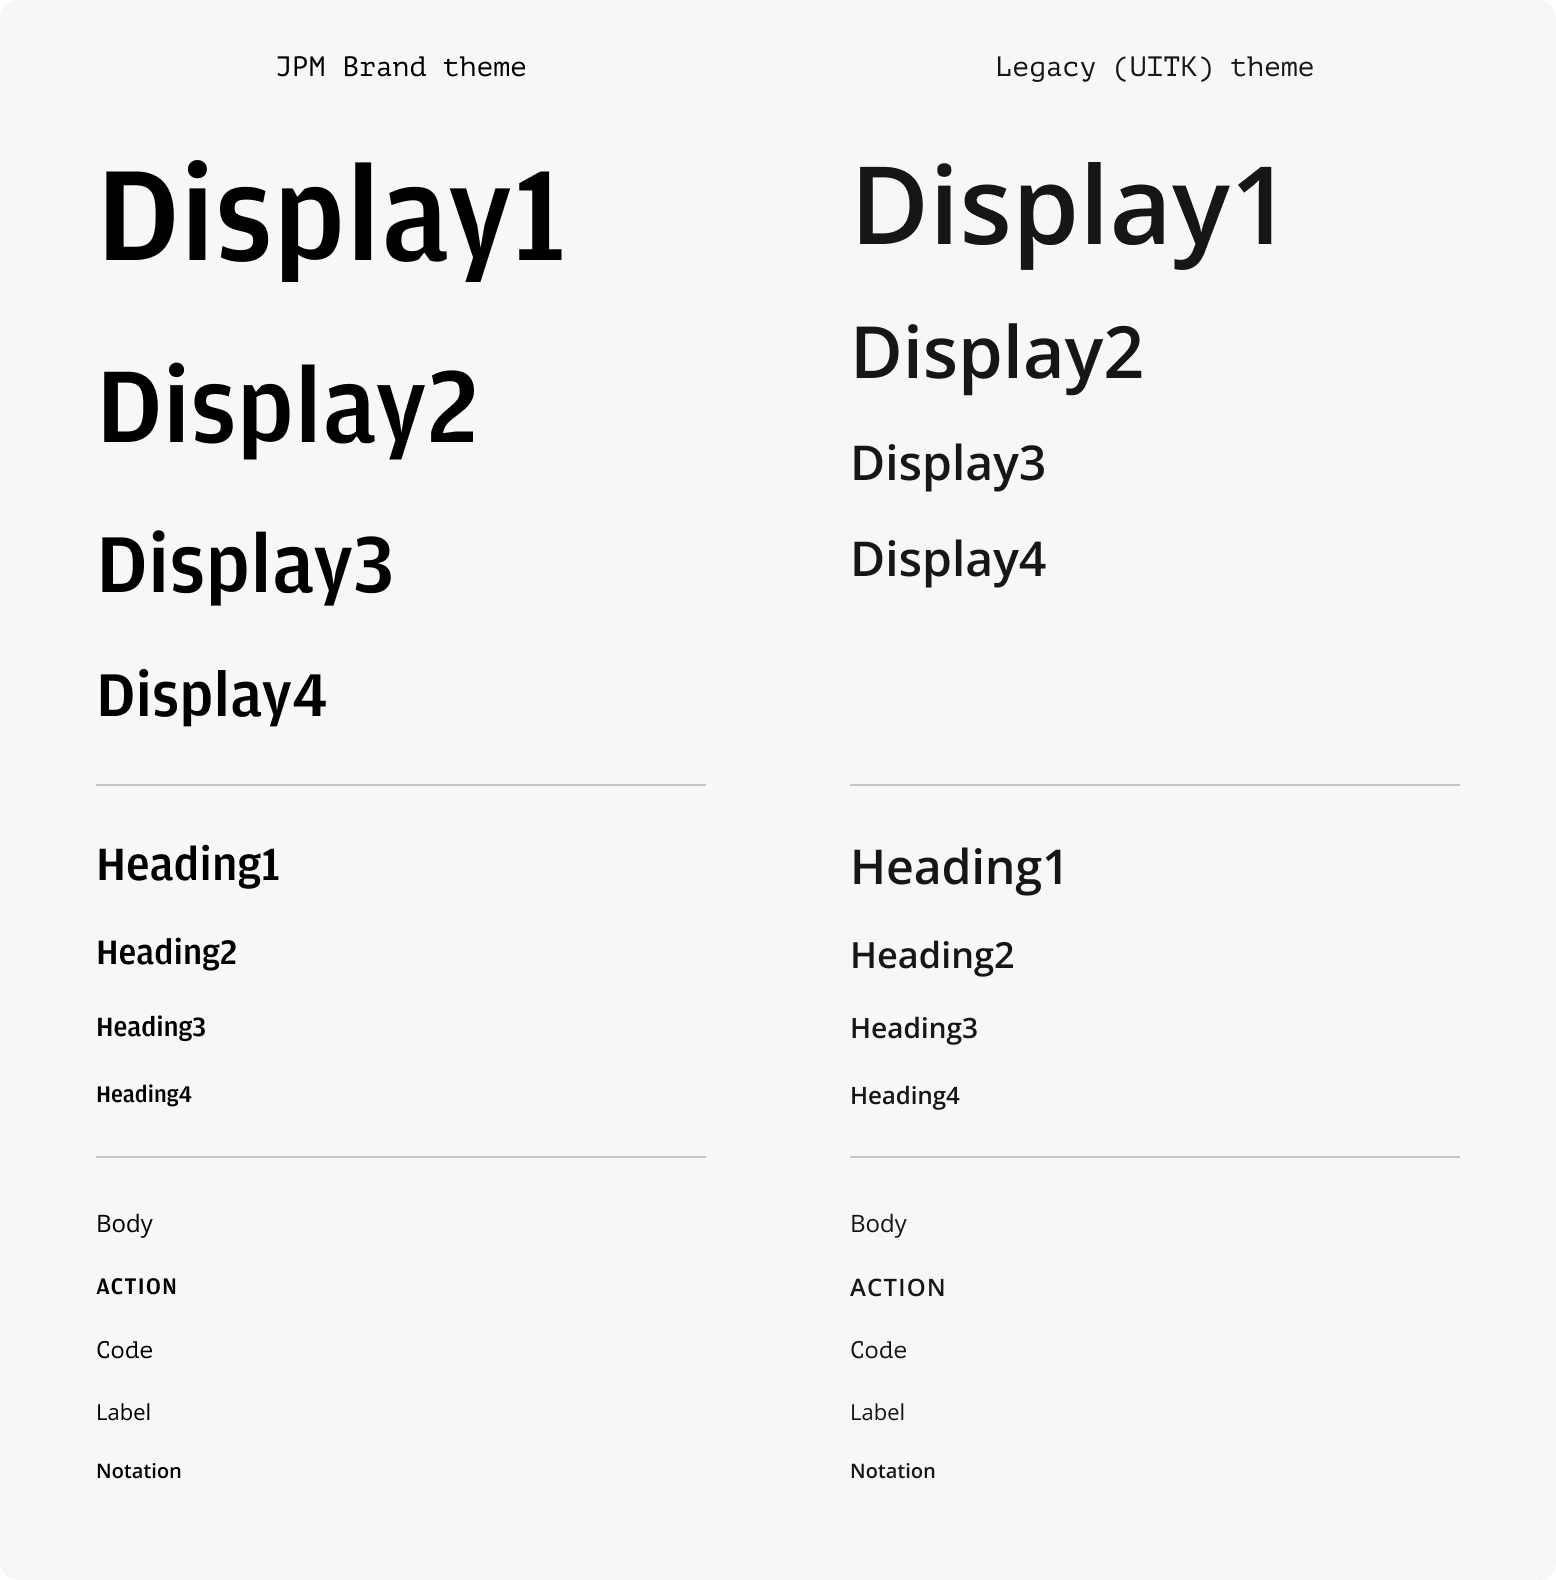 JPM Brand theme
Display1
Display2
Display3
Display4
Heading1
Heading2
Heading3
Heading4
Body
ACTION
Code
Label
Notation
Legacy (UITK) theme
Display1
Display2
Display3
Display4
Heading1
Heading2
Heading3
Heading4
Body
ACTION
Code
Label
Notation